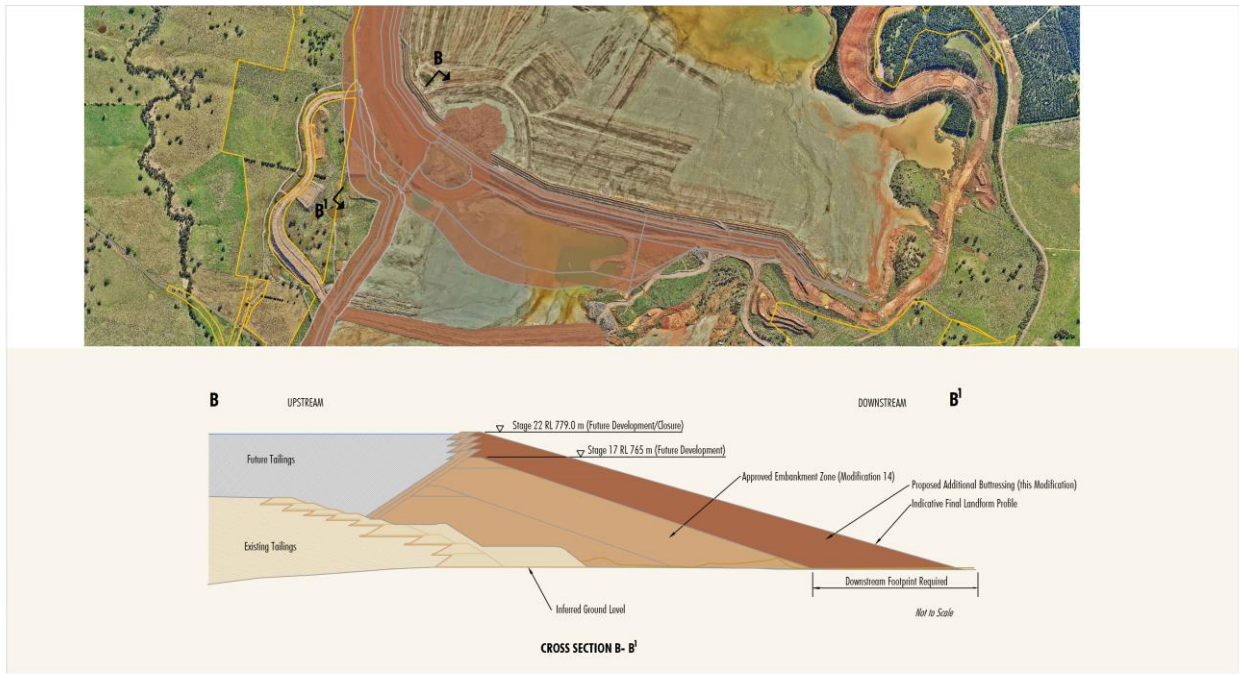 B
B¹
B
UPSTREAM
DOWNSTREAM
B¹
Stage 22 RL 779.0 m (Future Development/Closure)
Stage 17 RL 765 m (Future Development)
Future Tailings
Approved Embankment Zone (Modification 14)
Proposed Additional Buttressing (this Modification)
Indicative Final Landform Profile
Existing Tailings
Downstream Footprint Required
Inferred Ground Level
Not to Scale
CROSS SECTION B- B¹